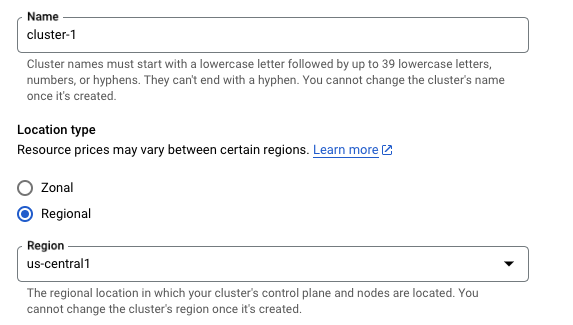 Name
cluster-1
Cluster names must start with a lowercase letter followed by up to 39 lowercase letters,
numbers, or hyphens. They can't end with a hyphen. You cannot change the cluster's name
once it's created.
Location type
Resource prices may vary between certain regions. Learn more
Zonal
Regional
Region
us-central1
The regional location in which your cluster's control plane and nodes are located. You
cannot change the cluster's region once it's created.